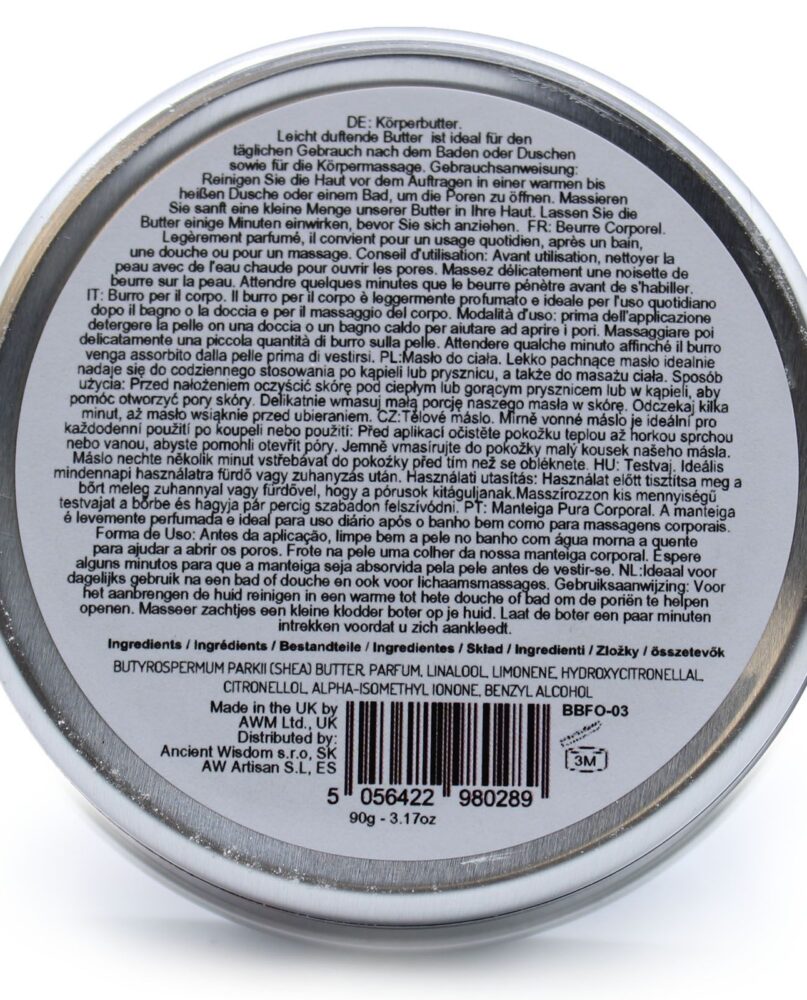 DE: Körperbutter.
Leicht duftende Butter ist ideal für den
täglichen Gebrauch nach dem Baden oder Duschen
sowie für die Körpermassage. Gebrauchsanweisung:
Reinigen Sie die Haut vor dem Auftragen in einer warmen bis
heißen Dusche oder einem Bad, um die Poren zu öffnen. Massieren
Sie sanft eine kleine Menge unserer Butter in Ihre Haut. Lassen Sie die
Butter einige Minuten einwirken, bevor Sie sich anziehen. FR: Beurre Corporel.
Legèrement parfumé, il convient pour un usage quotidien, après un bain,
une douche ou pour un massage. Conseil d'utilisation: Avant utilisation, nettoyer la
peau avec de l'eau chaude pour ouvrir les pores. Massez délicatement une noisette de
beurre sur la peau. Attendre quelques minutes que le beurre pénètre avant de s'habiller.
IT: Burro per il corpo. Il burro per il corpo è leggermente profumato e ideale per l'uso quotidiano
dopo il bagno o la doccia e per il massaggio del corpo. Modalità d'uso: prima dell'applicazione
detergere la pelle on una doccia o un bagno caldo per aiutare ad aprire i pori. Massaggiare poi
delicatamente una piccola quantità di burro sulla pelle. Attendere qualche minuto affinché il burro
venga assorbito dalla pelle prima di vestirsi. PL:Masło do ciała. Lekko pachnące masło idealnie
nadaje się do codziennego stosowania po kąpieli lub prysznicu, a także do masażu ciała. Sposób
użycia: Przed nałożeniem oczyścić skórę pod ciepłym lub gorącym prysznicem lub w kąpieli, aby
pomóc otworzyć pory skóry. Delikatnie wmasuj małą porcję naszego masła w skórę. Odczekaj kilka
minut, aż masło wsiąknie przed ubieraniem. CZ:Tělové máslo. Mírně vonné máslo je ideální pro
každodenní použití po koupeli nebo použití: Před aplikací očistěte pokožku teplou až horkou sprchou
nebo vanou, abyste pomohli otevřít póry. Jemně vmasírujte do pokožky malý kousek našeho másla.
Máslo nechte několik minut vstřebávat do pokožky před tím než se obléknete. HU: Testvaj. Ideális
mindennapi használatra fürdő vagy zuhanyzás után. Használati utasítás: Használat előtt tisztítsa meg a
bőrt meleg zuhannyal vagy fürdővel, hogy a pórusok kitáguljanak.Masszírozzon kis mennyiségű
testvajat a bőrbe és hagyja pár percig szabadon felszívódni. PT: Manteiga Pura Corporal. A manteiga
é levemente perfumada e ideal para uso diário após o banho bem como para massagens corporais.
Forma de Uso: Antes da aplicação, limpe bem a pele no banho com água morna a quente
para ajudar a abrir os poros. Frote na pele uma colher da nossa manteiga corporal. Espere
alguns minutos para que a manteiga seja absorvida pela pele antes de vestir-se. NL:Ideaal voor
dagelijks gebruik na een bad of douche en ook voor lichaamsmassages. Gebruiksaanwijzing: Voor
het aanbrengen de huid reinigen in een warme tot hete douche of bad om de poriën te helpen
openen. Masseer zachtjes een kleine klodder boter op je huid. Laat de boter een paar minuten
intrekken voordat u zich aankleedt.
Ingredients / Ingrédients / Bestandteile / Ingredientes / Skład / Ingredienti / Zložky / összetevők
BUTYROSPERMUM PARKII (SHEA) BUTTER, PARFUM, LINALOOL, LIMONENE, HYDROXYCITRONELLAL,
CITRONELLOL, ALPHA-ISOMETHYL IONONE, BENZYL ALCOHOL
Made in the UK by
AWM Ltd., UK
Distributed by:
Ancient Wisdom s.r.o, SK
AW Artisan S.L, ES
5 056422 980289
90g - 3.17oz
BBFO-03
3M